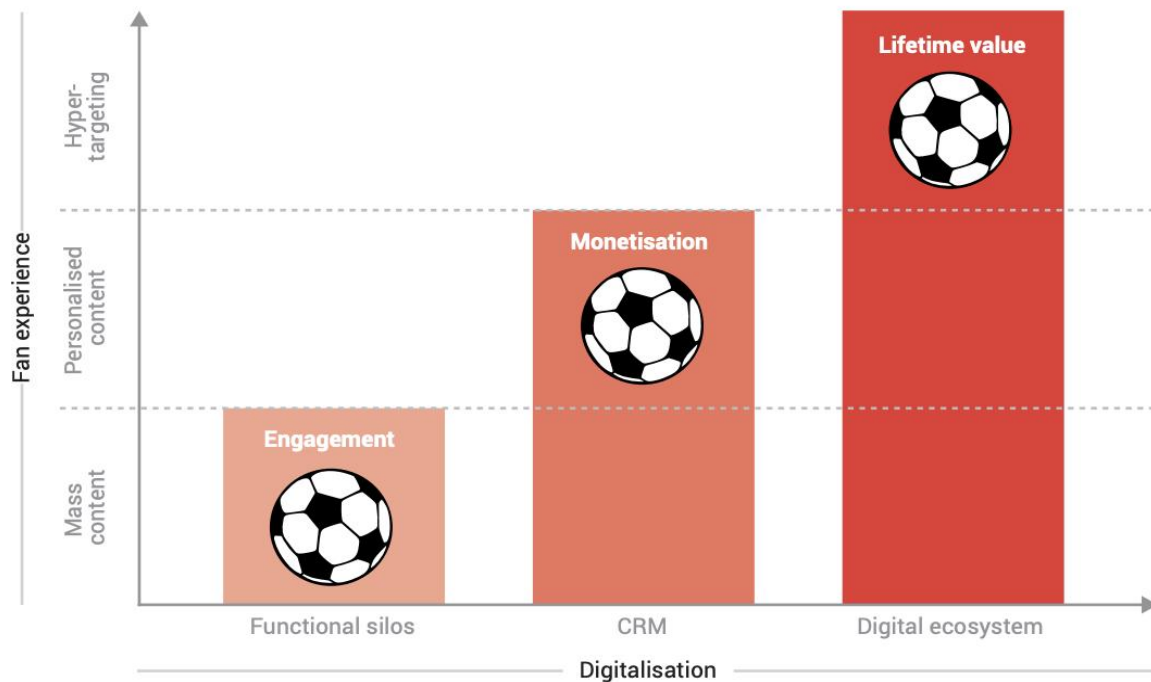 Fan experience
Hyper-
targeting
Personalised
content
Mass
content
Lifetime value
Monetisation
Engagement
Functional silos
CRM
Digital ecosystem
Digitalisation